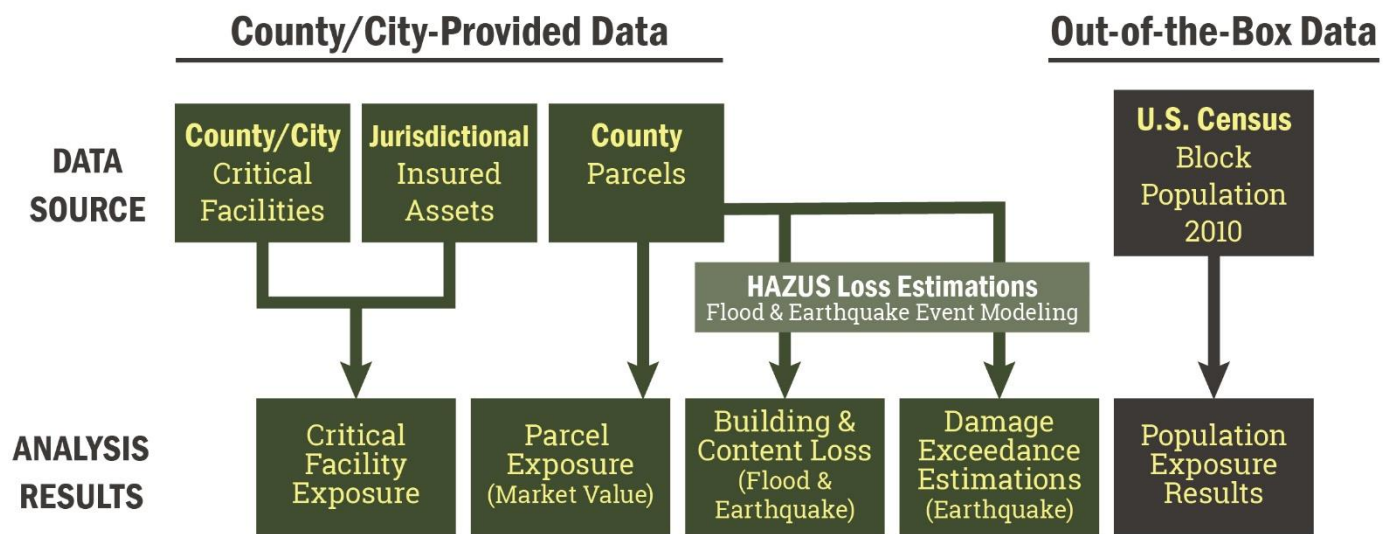 County/City-Provided Data
Out-of-the-Box Data
DATA
SOURCE
County/City
Critical
Facilities
Jurisdictional
Insured
Assets
County
Parcels
U.S. Census
Block
Population
2010
HAZUS Loss Estimations
Flood & Earthquake Event Modeling
ANALYSIS
RESULTS
Critical
Facility
Exposure
Parcel
Exposure
(Market Value)
Building &
Content Loss
(Flood &
Earthquake)
Damage
Exceedance
Estimations
(Earthquake)
Population
Exposure
Results